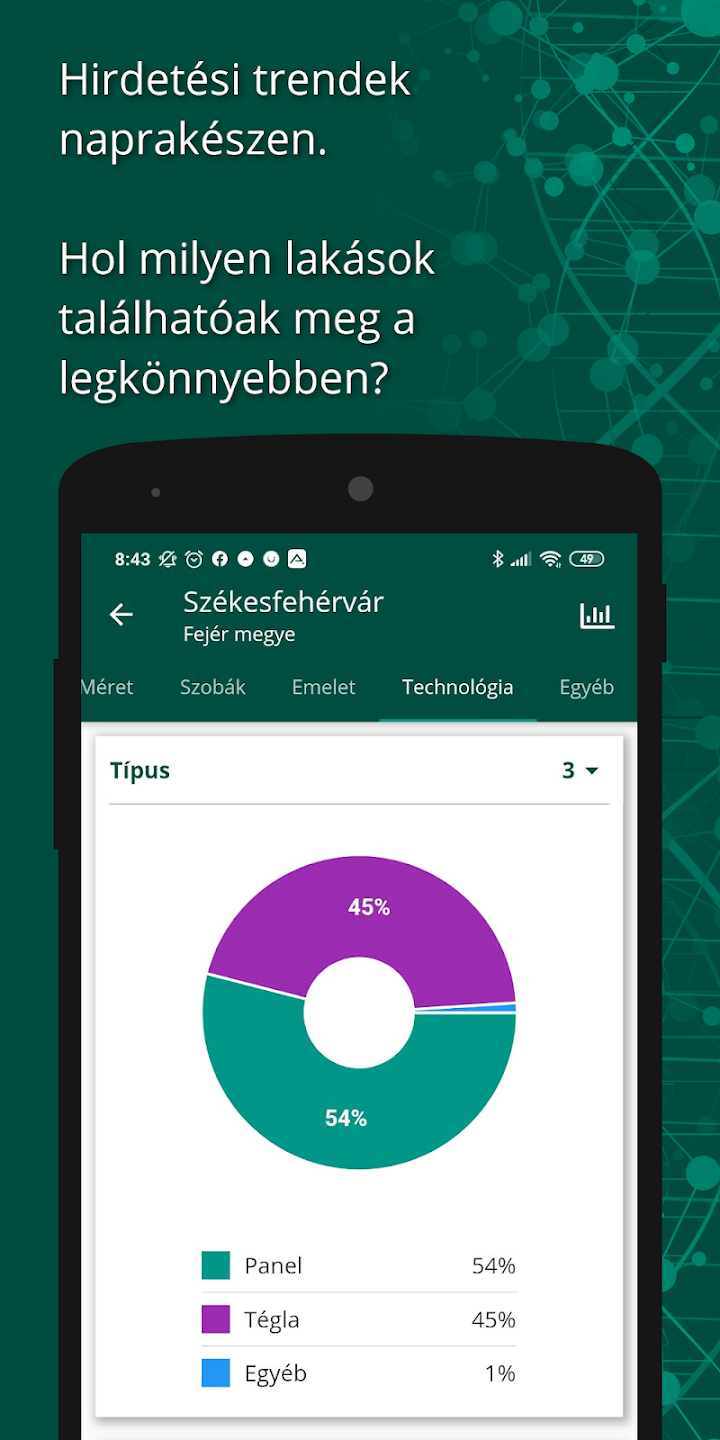 Hirdetési trendek
naprakészen.
Hol milyen lakások
találhatóak meg a
legkönnyebben?
8:43 49
Székesfehérvár
Fejér megye
Méret Szobák Emelet Technológia Egyéb
Típus 3
45%
54%
Panel 54%
Tégla 45%
Egyéb 1%